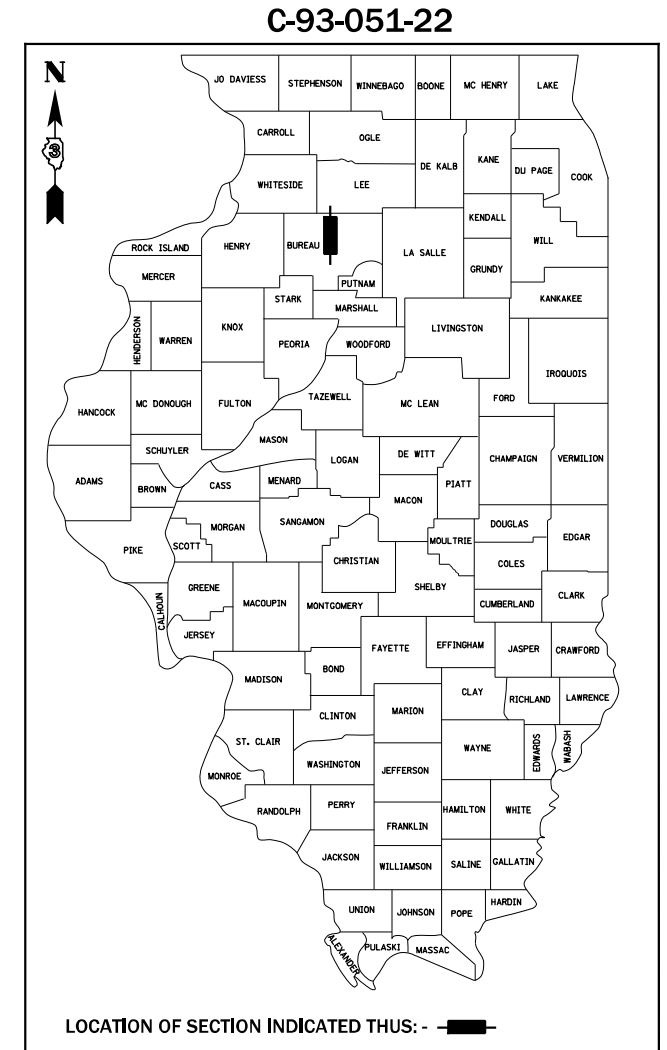 C-93-051-22
N
3
JO DAVIESS
STEPHENSON
WINNEBAGO
BOONE
MC HENRY
LAKE
CARROLL
OGLE
DE KALB
KANE
DU PAGE
COOK
WHITESIDE
LEE
KENDALL
WILL
ROCK ISLAND
HENRY
BUREAU
LA SALLE
GRUNDY
MERCER
PUTNAM
STARK
MARSHALL
KANKAKEE
HENDERSON
WARREN
KNOX
PEORIA
WOODFORD
LIVINGSTON
IROQUOIS
HANCOCK
MC DONOUGH
FULTON
TAZEWELL
MC LEAN
FORD
SCHUYLER
MASON
LOGAN
DE WITT
CHAMPAIGN
VERMILION
ADAMS
BROWN
CASS
MENARD
MACON
PIATT
PIKE
SCOTT
MORGAN
SANGAMON
CHRISTIAN
MOULTRIE
DOUGLAS
EDGAR
COLES
CALHOUN
GREENE
MACOUPIN
MONTGOMERY
SHELBY
CUMBERLAND
CLARK
JERSEY
FAYETTE
EFFINGHAM
JASPER
CRAWFORD
MADISON
BOND
CLAY
RICHLAND
LAWRENCE
CLINTON
MARION
ST. CLAIR
WAYNE
EDWARDS
WABASH
MONROE
WASHINGTON
JEFFERSON
RANDOLPH
PERRY
HAMILTON
WHITE
FRANKLIN
JACKSON
WILLIAMSON
SALINE
GALLATIN
UNION
JOHNSON
POPE
HARDIN
ALEXANDER
PULASKI
MASSAC
LOCATION OF SECTION INDICATED THUS: -